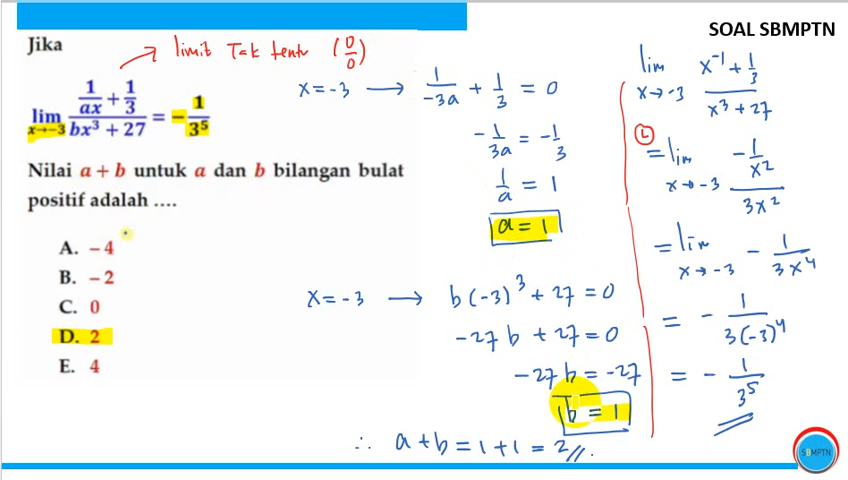 SOAL SBMPTN
Jika
→ limit Tak tentu (0/0)
lim x→-3 (1/ax + 1/3)/(bx³ + 27) = -1/3⁵
Nilai a + b untuk a dan b bilangan bulat
positif adalah ....
A. – 4
B. – 2
C. 0
D. 2
E. 4
x = -3 → 1/-3a + 1/3 = 0
-1/3a = -1/3
1/a = 1
a = 1
x = -3 → b(-3)³ + 27 = 0
-27b + 27 = 0
-27b = -27
b = 1
∴ a + b = 1 + 1 = 2 //.
lim x→-3 (x⁻¹ + 1/3)/(x³ + 27)
Ⓛ = lim x→-3 (-1/x²)/(3x²)
= lim x→-3 - 1/3x⁴
= - 1/3(-3)⁴
= - 1/3⁵
SBMPTN